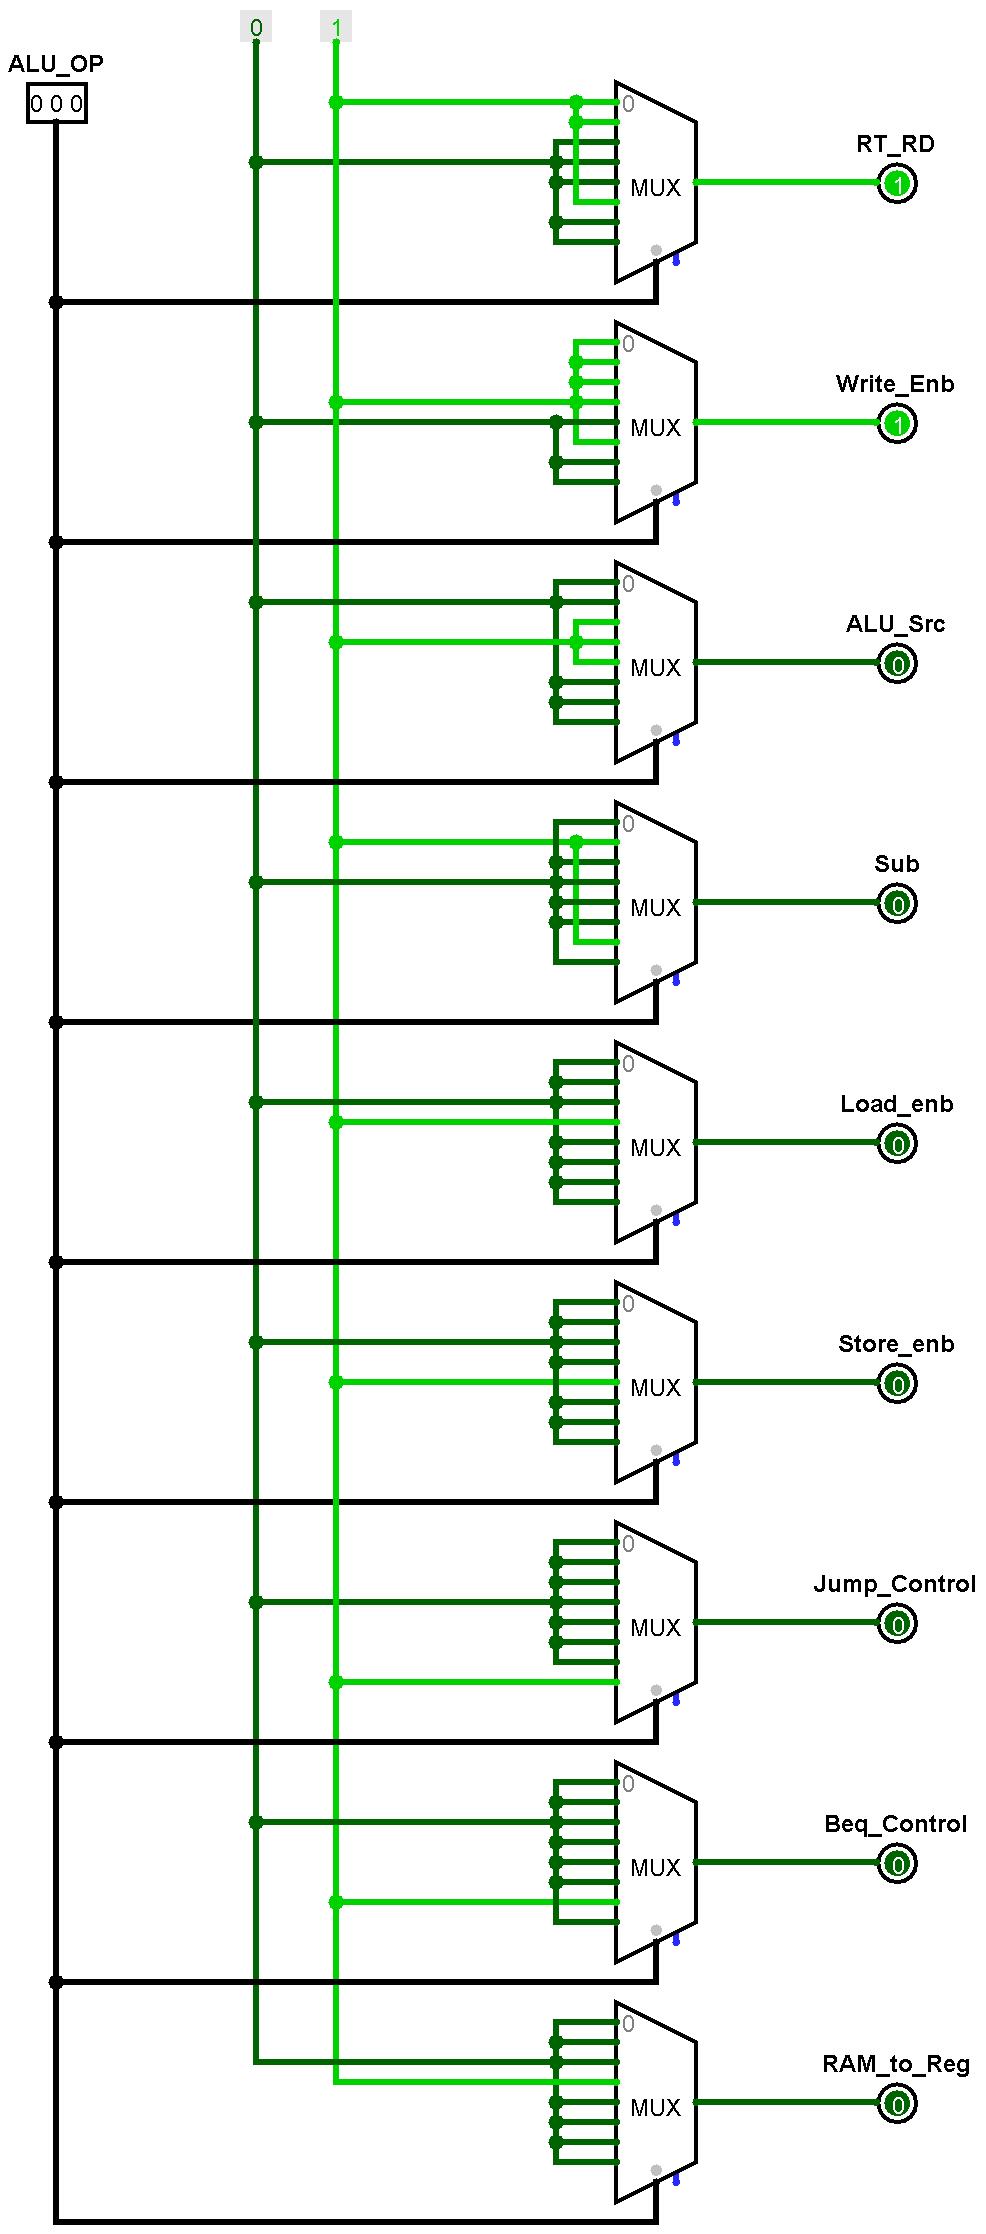 0 1
ALU_OP
0 0 0
0
RT_RD
MUX
1
0
Write_Enb
MUX
1
0
ALU_Src
MUX
0
0
Sub
MUX
0
0
Load_enb
MUX
0
0
Store_enb
MUX
0
0
Jump_Control
MUX
0
0
Beq_Control
MUX
0
0
RAM_to_Reg
MUX
0